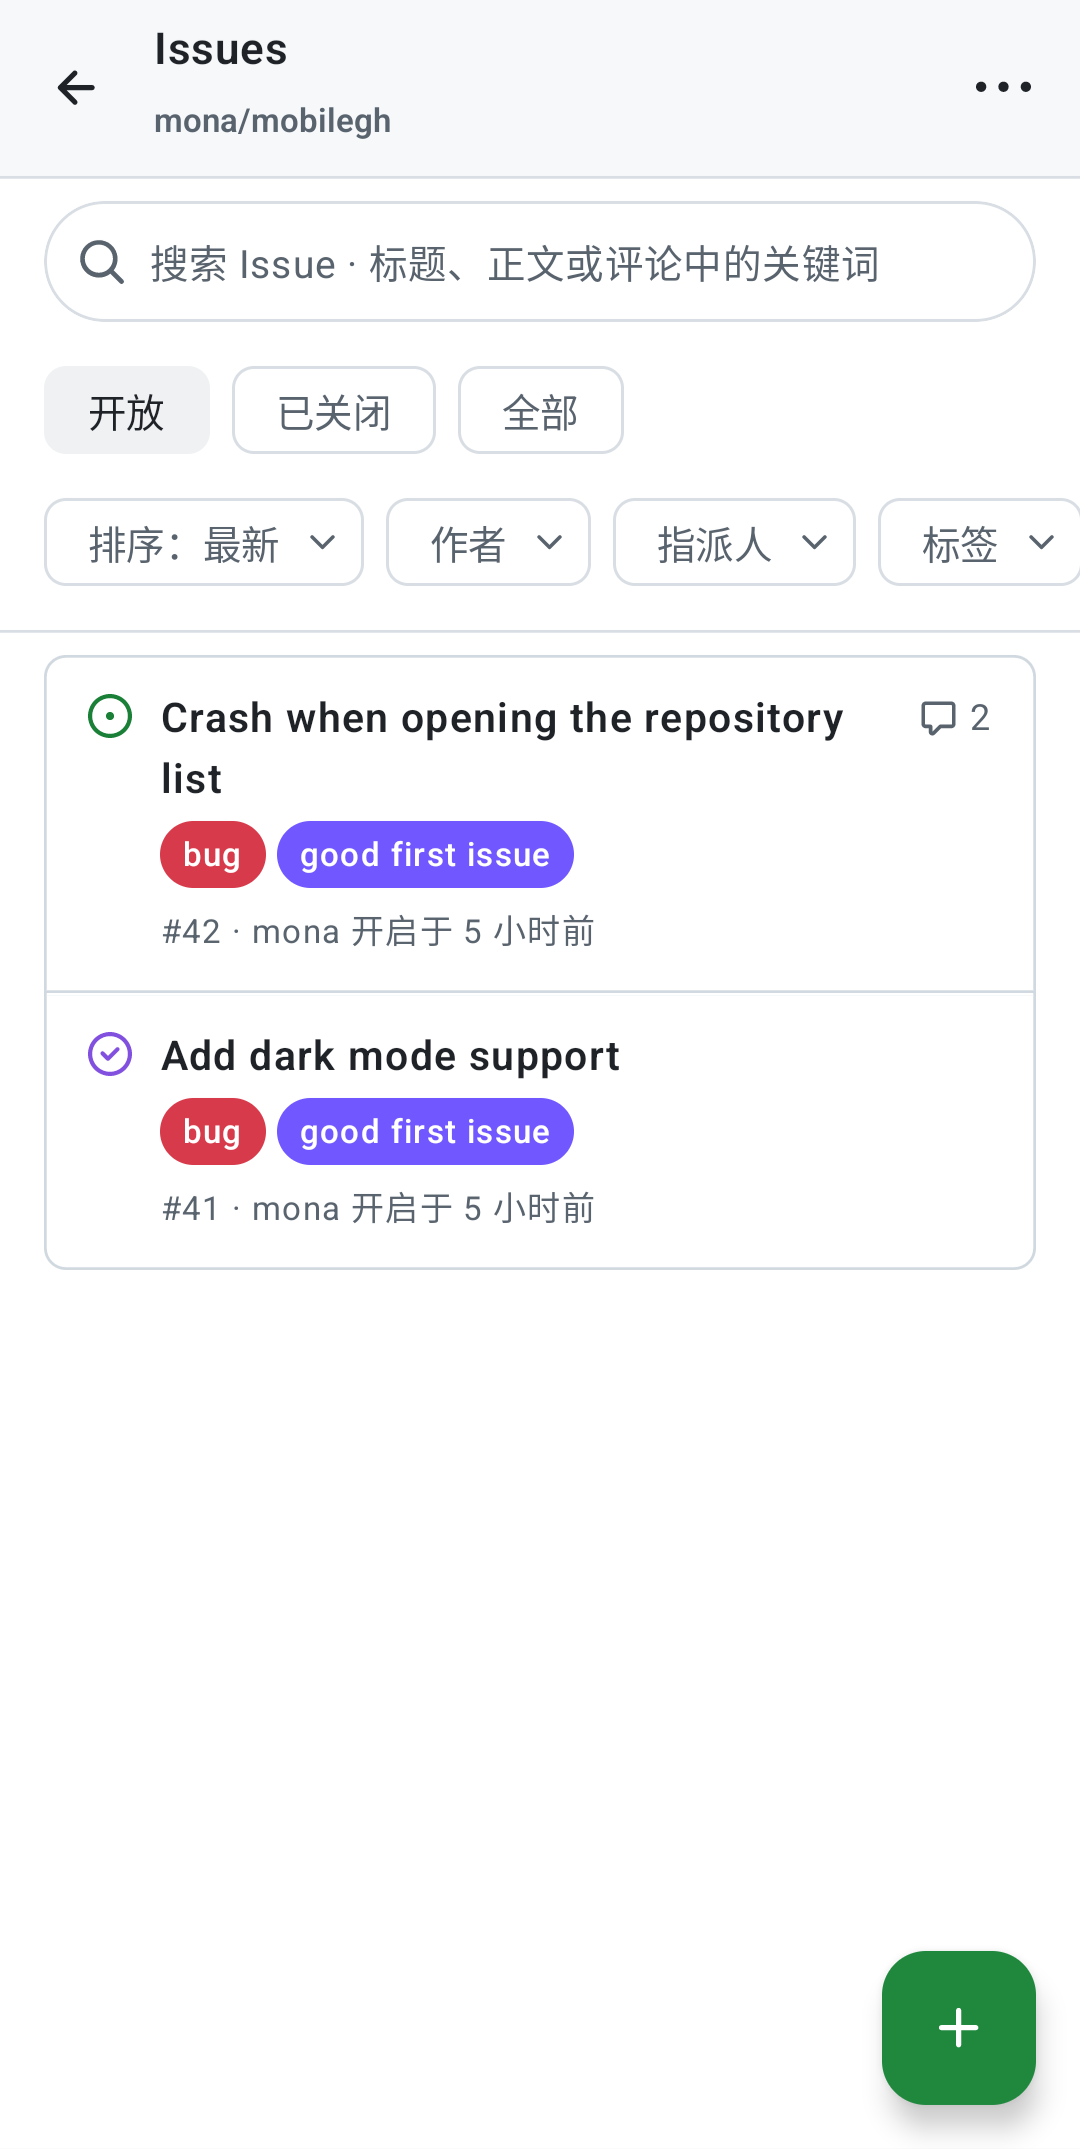 Issues
mona/mobilegh
搜索 Issue · 标题、正文或评论中的关键词
开放 已关闭 全部
排序：最新 作者 指派人 标签
Crash when opening the repository 2
list
bug good first issue
#42 · mona 开启于 5 小时前
Add dark mode support
bug good first issue
#41 · mona 开启于 5 小时前